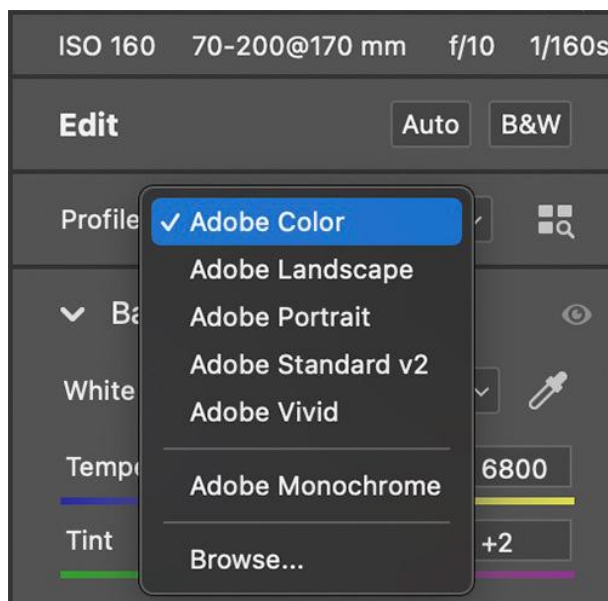 ISO 160 70-200@170 mm f/10 1/160s
Edit Auto B&W
Profile ✓ Adobe Color
Adobe Landscape
Ba
Adobe Portrait
Adobe Standard v2
White
Adobe Vivid
Tempe 6800
Adobe Monochrome
Tint +2
Browse...